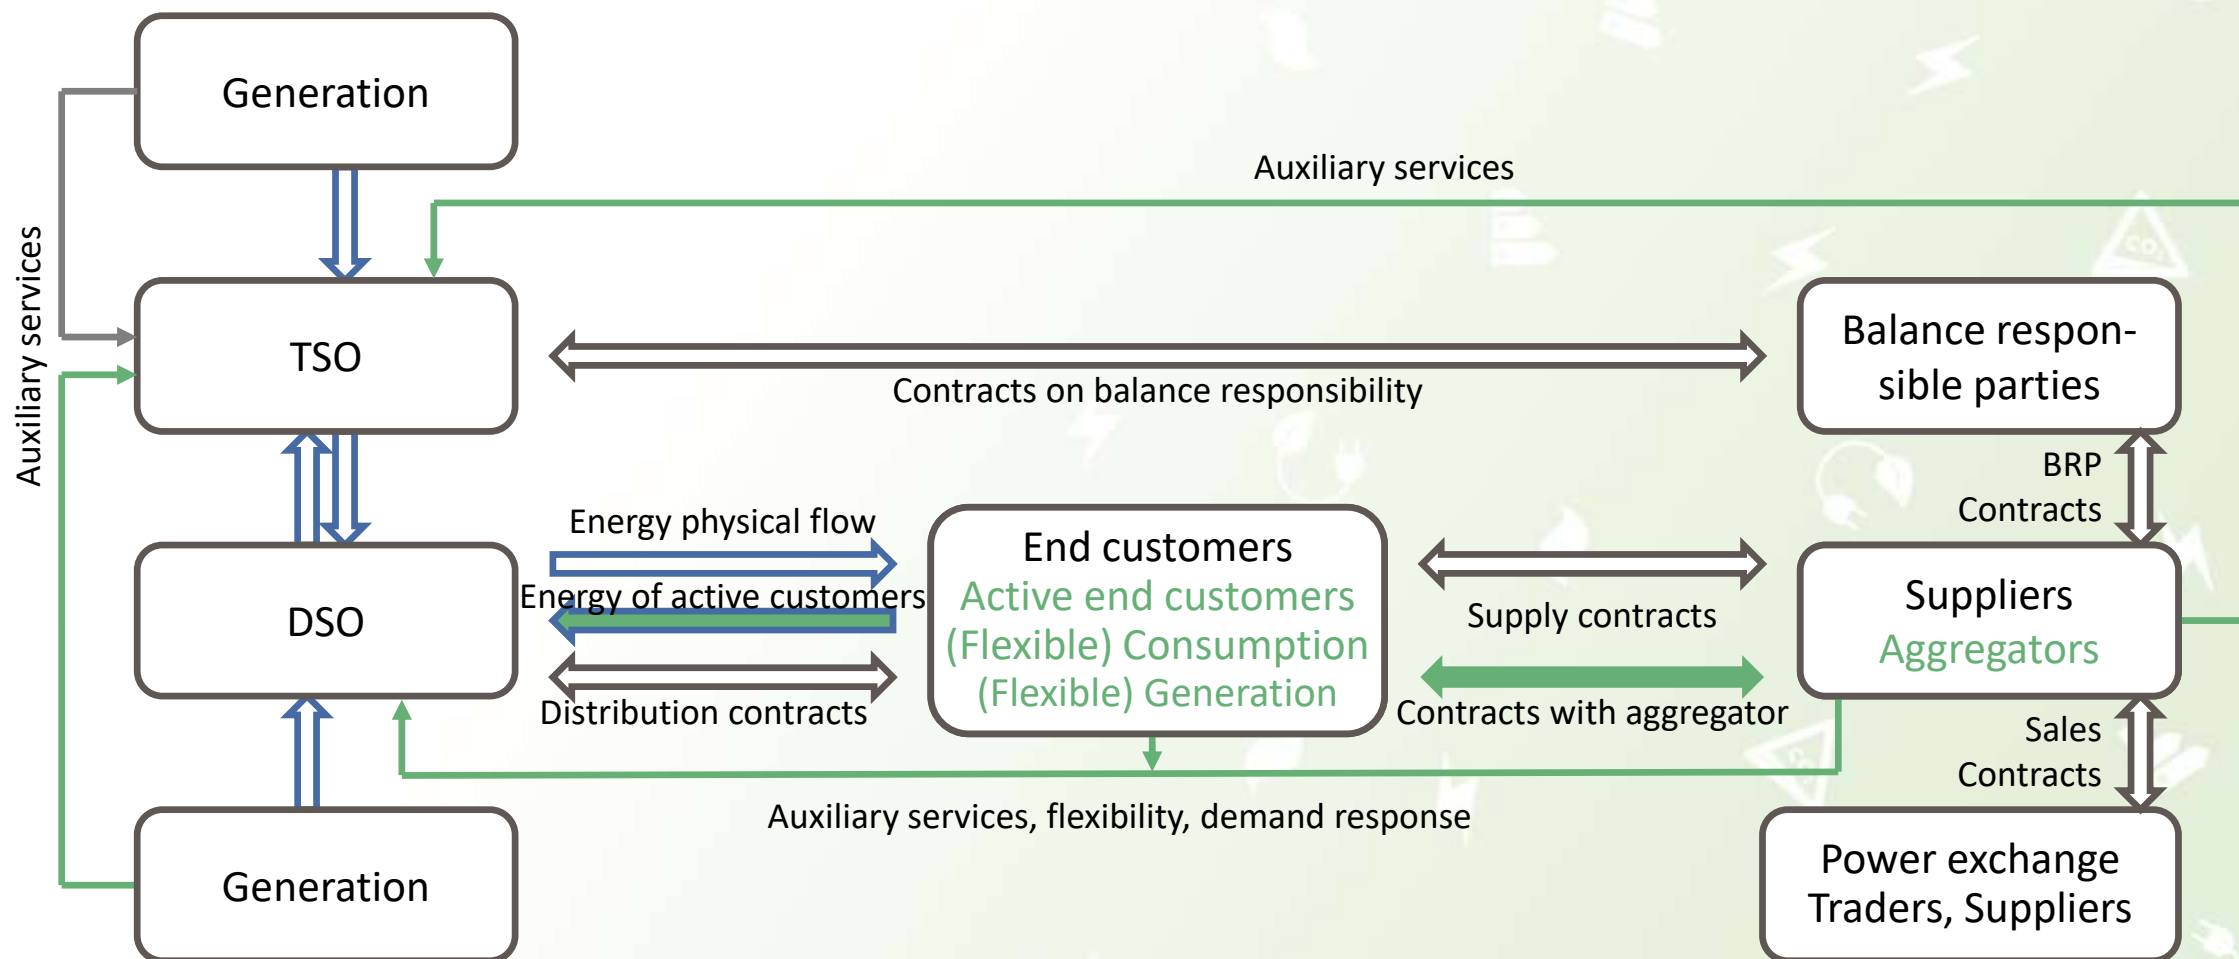 Generation
Auxiliary services
Auxiliary services
TSO
Balance respon-
sible parties
Contracts on balance responsibility
BRP
Contracts
Energy physical flow
Energy of active customers
DSO
Distribution contracts
End customers
Active end customers
(Flexible) Consumption
(Flexible) Generation
Supply contracts
Contracts with aggregator
Suppliers
Aggregators
Sales
Contracts
Auxiliary services, flexibility, demand response
Generation
Power exchange
Traders, Suppliers